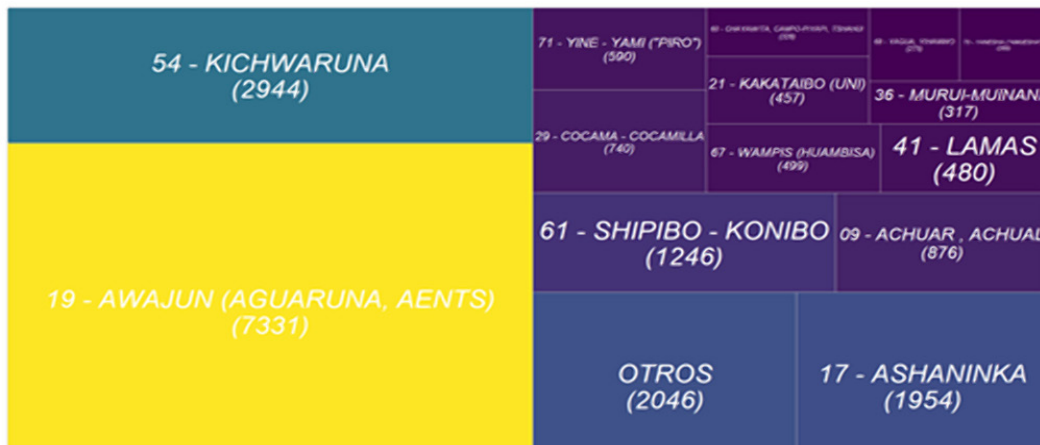 54 - KICHWARUNA
(2944)
19 - AWAJUN (AGUARUNA, AENTS)
(7331)
71 - YINE - YAMI ("PIRO")
(590)
29 - COCAMA - COCAMILLA
(740)
21 - KAKATAIBO (UNI)
(457)
67 - WAMPIS (HUAMBISA)
(499)
36 - MURUI-MUINANI
(317)
41 - LAMAS
(480)
61 - SHIPIBO - KONIBO
(1246)
09 - ACHUAR , ACHUAL
(876)
OTROS
(2046)
17 - ASHANINKA
(1954)